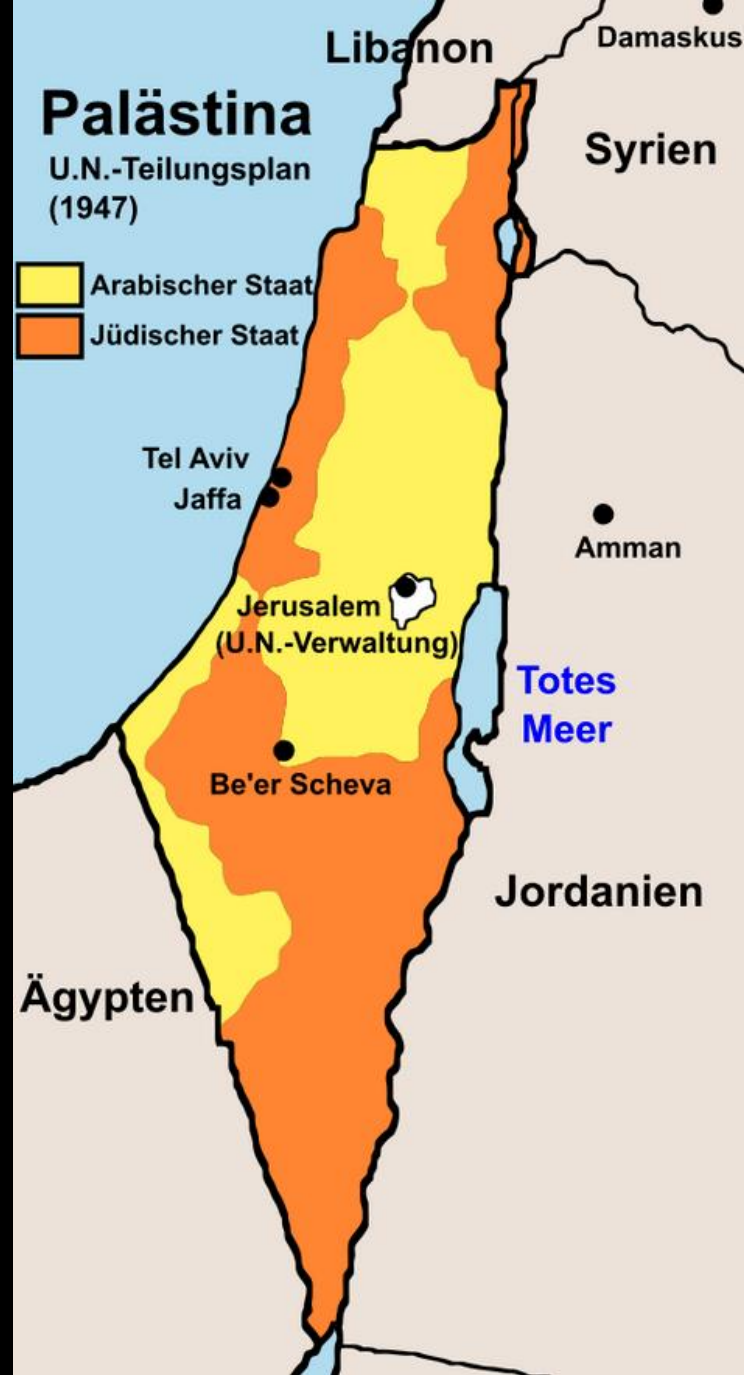 Libanon
Damaskus
Palästina
U.N.-Teilungsplan
(1947)
Syrien
Arabischer Staat
Jüdischer Staat
Tel Aviv
Jaffa
Amman
Jerusalem
(U.N.-Verwaltung)
Totes
Meer
Be'er Scheva
Jordanien
Ägypten